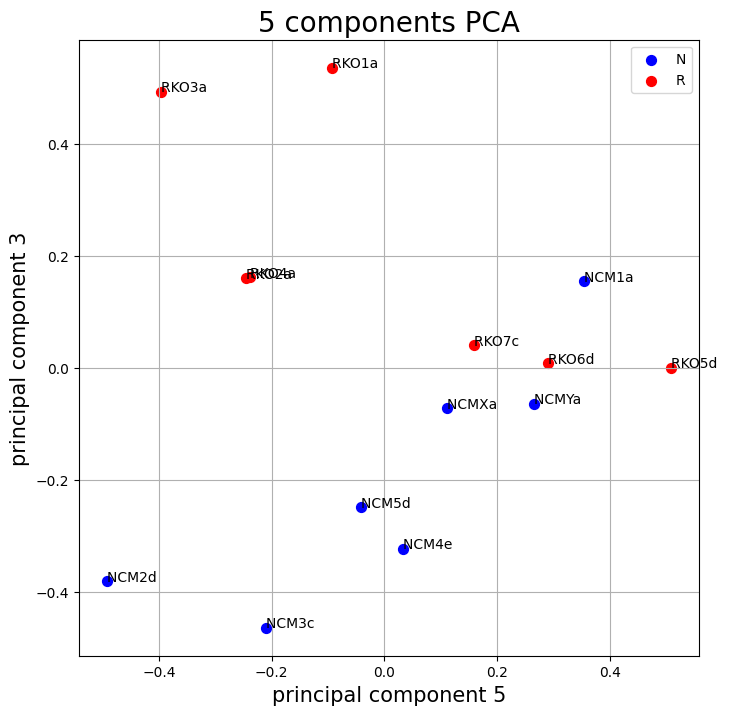 5 components PCA
N
R
RKO1a
RKO3a
RKO4a
RKO2a
NCM1a
RKO7c
RKO6d
RKO5d
NCMXa
NCMYa
NCM5d
NCM4e
NCM2d
NCM3c
0.4
0.2
0.0
−0.2
−0.4
principal component 3
−0.4
−0.2
0.0
0.2
0.4
principal component 5